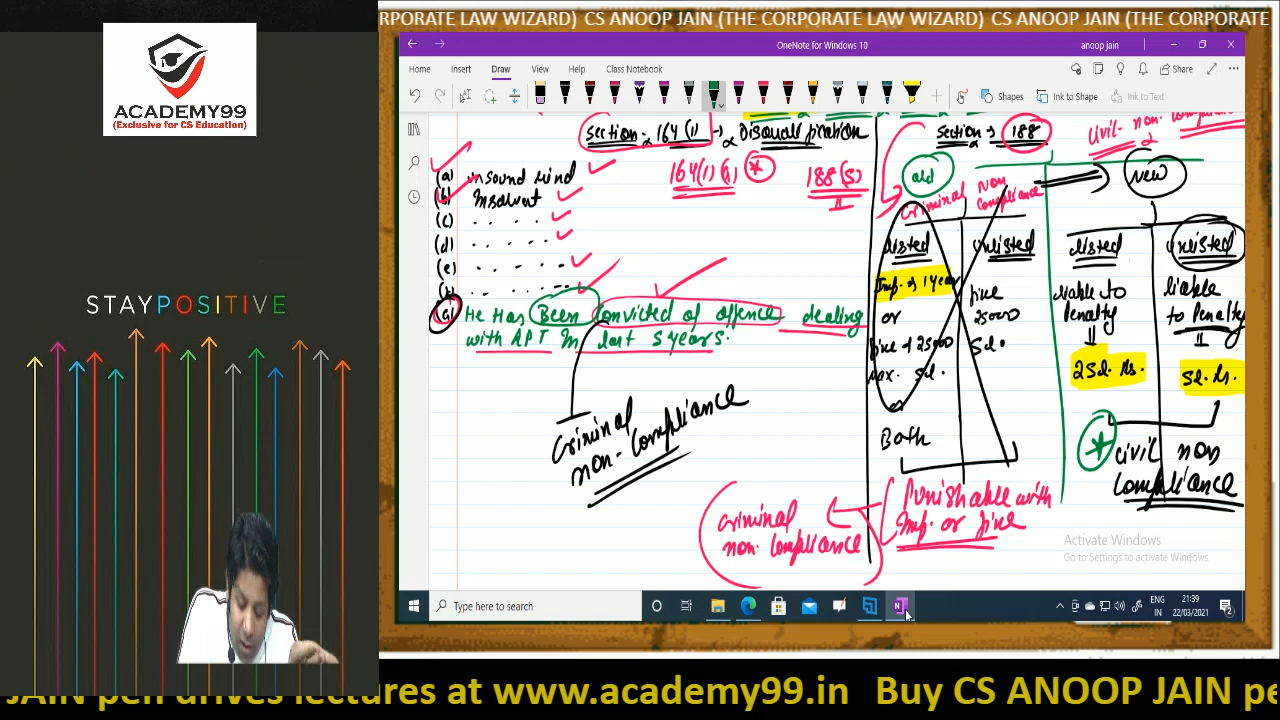 RPORATE LAW WIZARD) CS ANOOP JAIN (THE CORPORATE LAW WIZARD) CS ANOOP JAIN (THE CORPORATE
ACADEMY99
(Exclusive for CS Education)
STAYPOSITIVE
OneNote for Windows 10
anoop jain
Home Insert Draw View Help Class Notebook
Share
Shapes
Ink to Shape
Ink to Text
Section: 164(1) → Disqualification
(a) unsound mind
(b) Insolvent
(c) . . . . .
(d) . . . . .
(e) . . . . .
(g) He Has Been Convicted of offence dealing
with RPT in last 5 years.
164(1)(g) *
188(5)
Criminal
non-Compliance
Section → 188
Civil-non-
old
Criminal
Non
Compliance
listed
unlisted
Imp. of 1 year
or
fine of 25000
Max. 5 l.
or
Both
fine
25000
5 l.
Punishable with
Imp. or fine
Criminal
non-Compliance
New
listed
unlisted
liable to
Penalty
25 l. Rs.
liable
to Penalty
5 l. Rs.
* Civil non
Compliance
Activate Windows
Go to Settings to activate Windows.
Type here to search
ENG
IN
21:39
22/03/2021
JAIN pen drives lectures at www.academy99.in Buy CS ANOOP JAIN pe